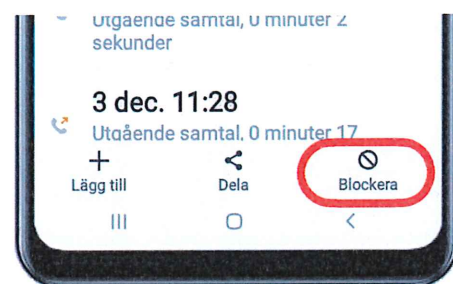 Utgående samtal, 0 minuter 2
sekunder
3 dec. 11:28
Utgående samtal, 0 minuter 17
Lägg till
Dela
Blockera